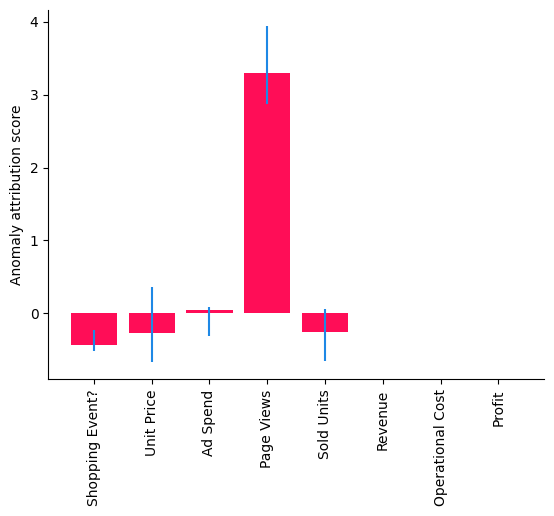 Anomaly attribution score
4
3
2
1
0
Shopping Event?
Unit Price
Ad Spend
Page Views
Sold Units
Revenue
Operational Cost
Profit